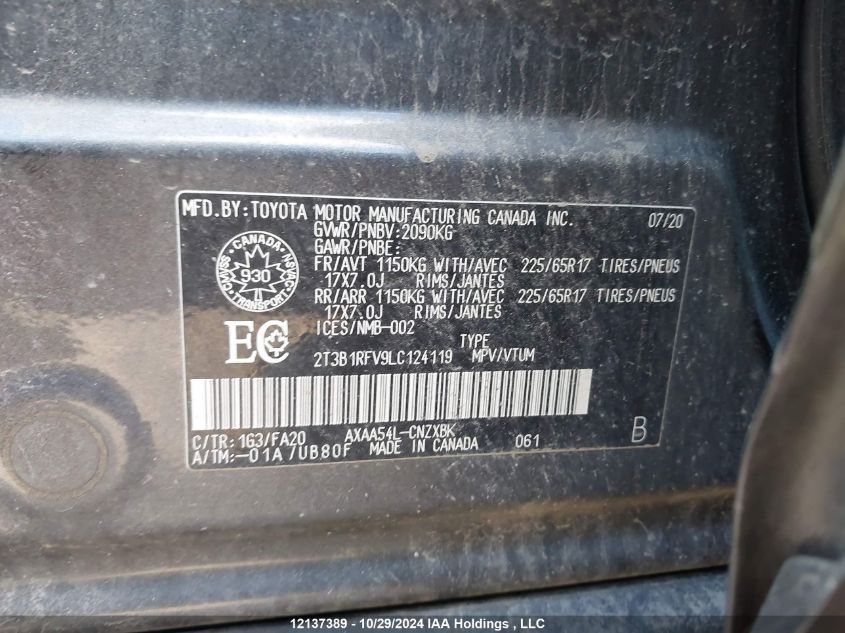 MFD.BY:TOYOTA MOTOR MANUFACTURING CANADA INC. 07/20
GVWR/PNBV:2090KG
GAWR/PNBE:
FR/AVT 1150KG WITH/AVEC 225/65R17 TIRES/PNEUS
17X7.0J RIMS/JANTES
RR/ARR 1150KG WITH/AVEC 225/65R17 TIRES/PNEUS
17X7.0J RIMS/JANTES
ICES/NMB-002
CANADA
930
TRANSPORT
EC
TYPE
2T3B1RFV9LC124119 MPV/VTUM
C/TR:1G3/FA20 AXAA54L-CNZXBK
A/TM:-01A/UB80F MADE IN CANADA 061 B
12137389 - 10/29/2024 IAA Holdings , LLC